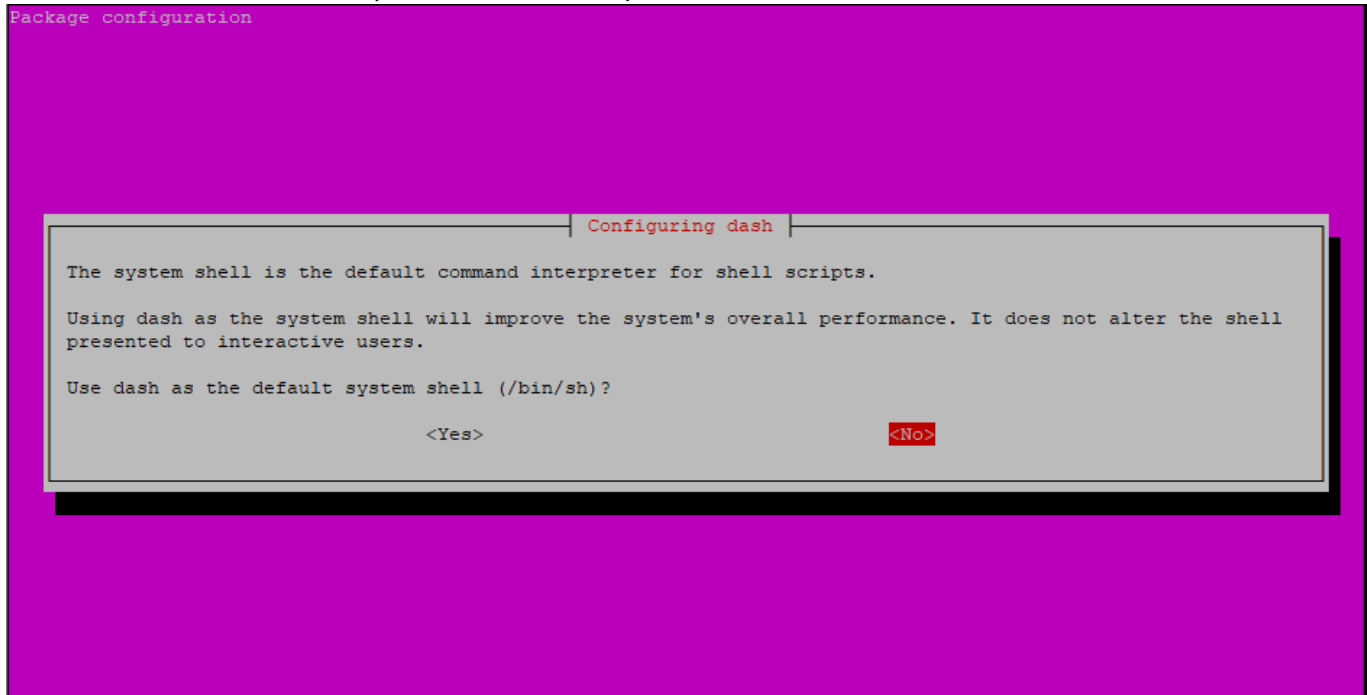 Package configuration
Configuring dash
The system shell is the default command interpreter for shell scripts.
Using dash as the system shell will improve the system's overall performance. It does not alter the shell
presented to interactive users.
Use dash as the default system shell (/bin/sh)?
<Yes> <No>